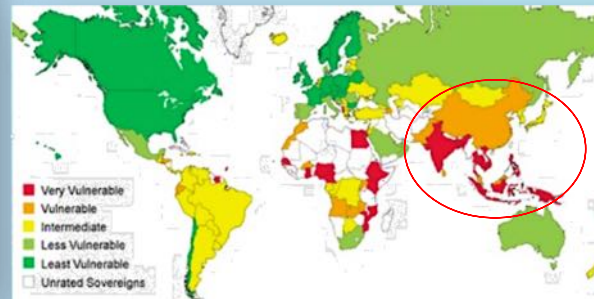 Very Vulnerable
Vulnerable
Intermediate
Less Vulnerable
Least Vulnerable
Unrated Sovereigns